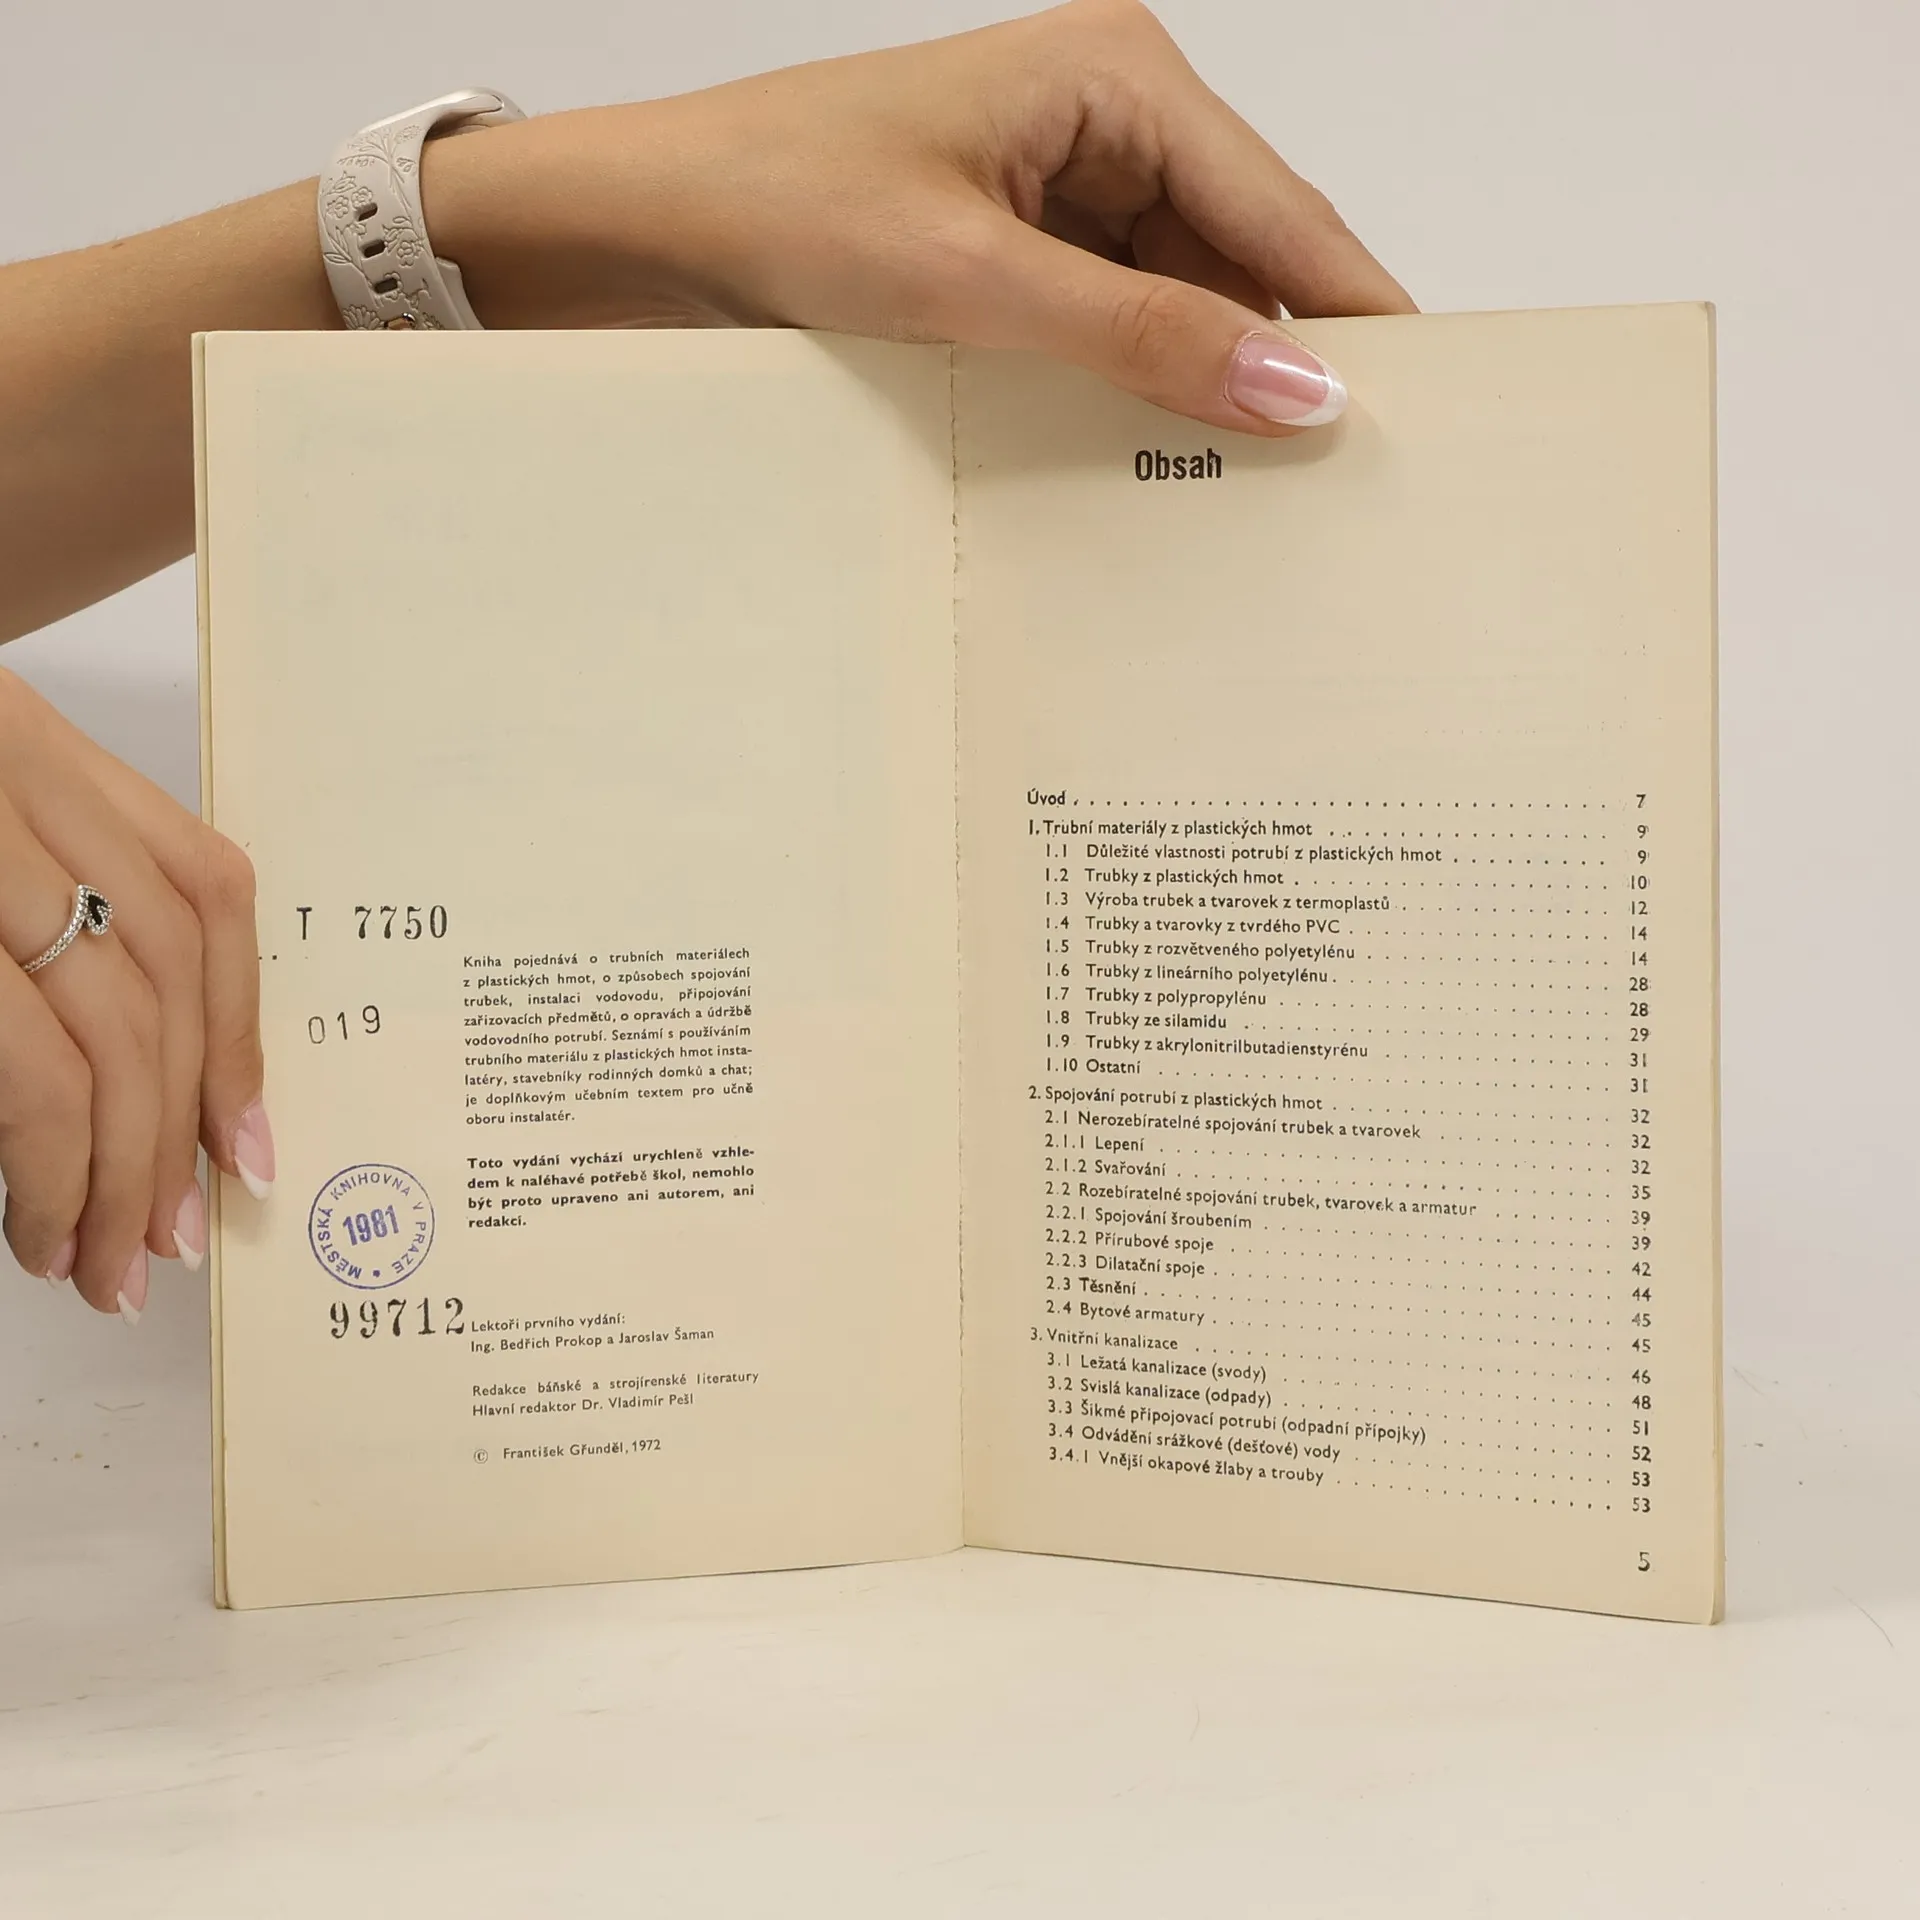 T 7750
019
Kniha pojednává o trubních materiálech
z plastických hmot, o způsobech spojování
trubek, instalaci vodovodu, připojování
zařizovacích předmětů, o opravách a údržbě
vodovodního potrubí. Seznámí s používáním
trubního materiálu z plastických hmot insta-
latéry, stavebníky rodinných domků a chat;
je doplňkovým učebním textem pro učně
oboru instalatér.
Toto vydání vychází urychleně vzhle-
dem k naléhavé potřebě škol, nemohlo
být proto upraveno ani autorem, ani
redakcí.
MĚSTSKÁ KNIHOVNA V PRAZE
1981
99712
Lektoři prvního vydání:
Ing. Bedřich Prokop a Jaroslav Šaman
Redakce báňské a strojírenské literatury
Hlavní redaktor Dr. Vladimír Pešl
© František Gřunděl, 1972
Obsah
Úvod . . . . . . . . . . 7
1. Trubní materiály z plastických hmot . . . . . . . . . . 9
1.1 Důležité vlastnosti potrubí z plastických hmot . . . . . . . . 9
1.2 Trubky z plastických hmot . . . . . . . . . . 10
1.3 Výroba trubek a tvarovek z termoplastů . . . . . . . . . . 12
1.4 Trubky a tvarovky z tvrdého PVC . . . . . . . . . . 14
1.5 Trubky z rozvětveného polyetylénu . . . . . . . . . . 14
1.6 Trubky z lineárního polyetylénu . . . . . . . . . . 28
1.7 Trubky z polypropylénu . . . . . . . . . . 28
1.8 Trubky ze silamidu . . . . . . . . . . 29
1.9 Trubky z akrylonitrilbutadienstyrénu . . . . . . . . . . 31
1.10 Ostatní . . . . . . . . . . 31
2. Spojování potrubí z plastických hmot . . . . . . . . . . 32
2.1 Nerozebíratelné spojování trubek a tvarovek . . . . . . . . 32
2.1.1 Lepení . . . . . . . . . . 32
2.1.2 Svařování . . . . . . . . . . 35
2.2 Rozebíratelné spojování trubek, tvarovek a armatur . . . . . . 39
2.2.1 Spojování šroubením . . . . . . . . . . 39
2.2.2 Přírubové spoje . . . . . . . . . . 42
2.2.3 Dilatační spoje . . . . . . . . . . 44
2.3 Těsnění . . . . . . . . . . 45
2.4 Bytové armatury . . . . . . . . . . 45
3. Vnitřní kanalizace . . . . . . . . . . 46
3.1 Ležatá kanalizace (svody) . . . . . . . . . . 48
3.2 Svislá kanalizace (odpady) . . . . . . . . . . 51
3.3 Šikmé připojovací potrubí (odpadní přípojky) . . . . . . . . 52
3.4 Odvádění srážkové (dešťové) vody . . . . . . . . . . 53
3.4.1 Vnější okapové žlaby a trouby . . . . . . . . . . 53
5